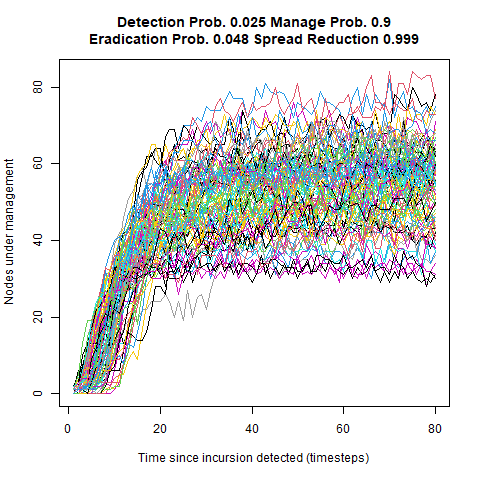 Detection Prob. 0.025 Manage Prob. 0.9
Eradication Prob. 0.048 Spread Reduction 0.999
Nodes under management
80
60
40
20
0
0 20 40 60 80
Time since incursion detected (timesteps)